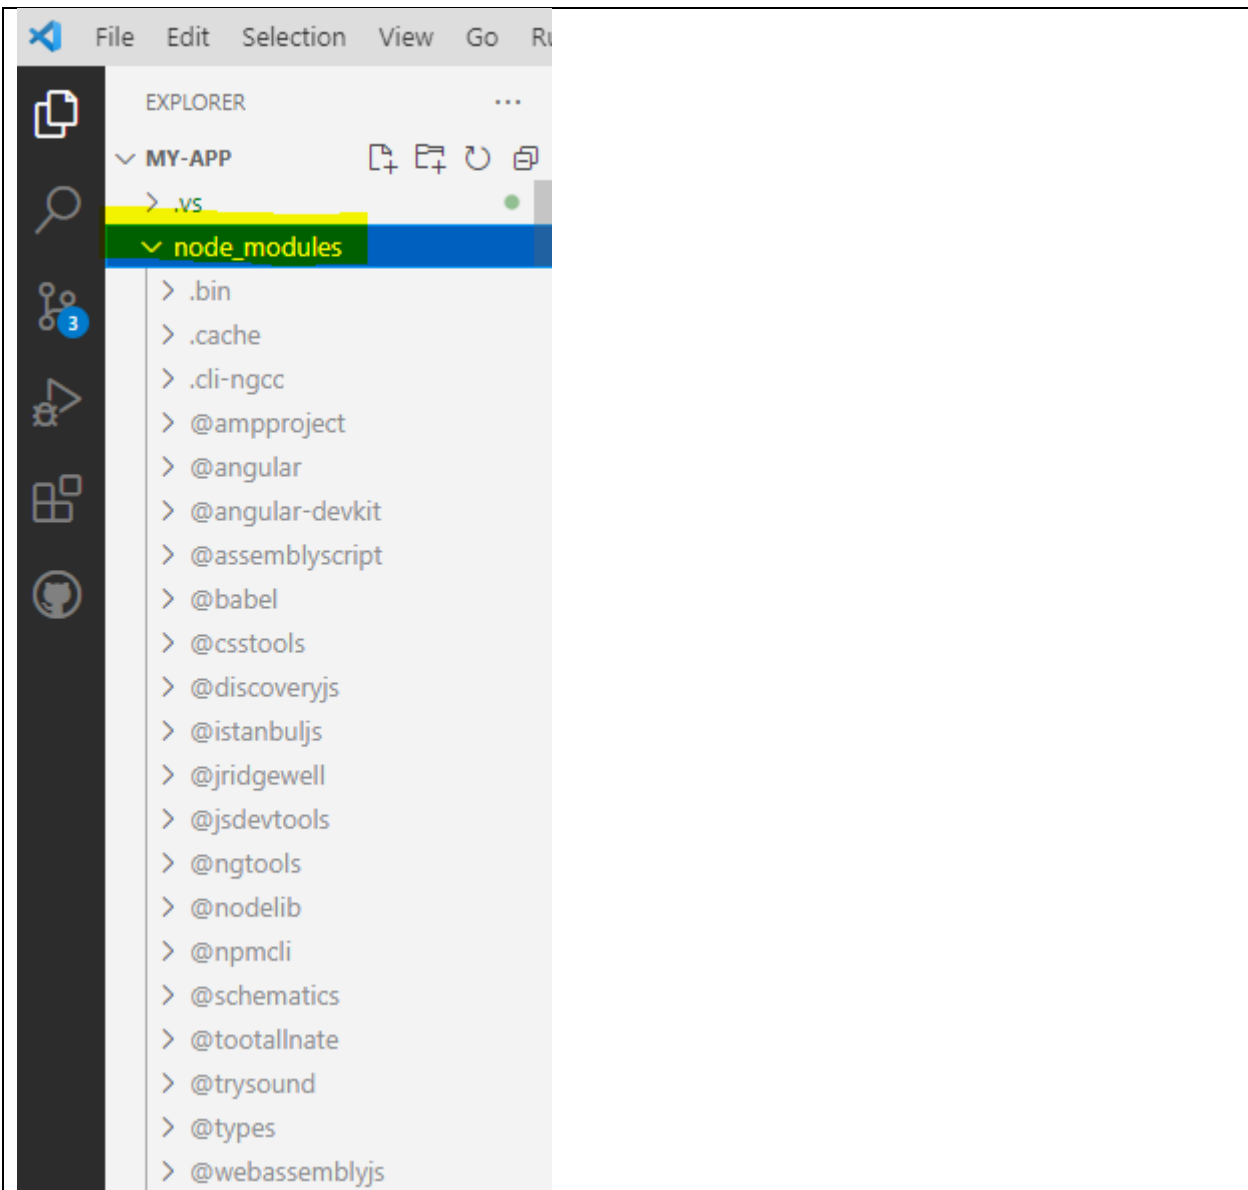 File Edit Selection View Go
EXPLORER ...
MY-APP
.vs
node_modules
.bin
.cache
.cli-ngcc
@ampproject
@angular
@angular-devkit
@assemblyscript
@babel
@csstools
@discoveryjs
@istanbuljs
3
@jridgewell
@jsdevtools
@ngtools
@nodelib
@npmcli
@schematics
@tootallnate
@trysound
@types
@webassemblyjs